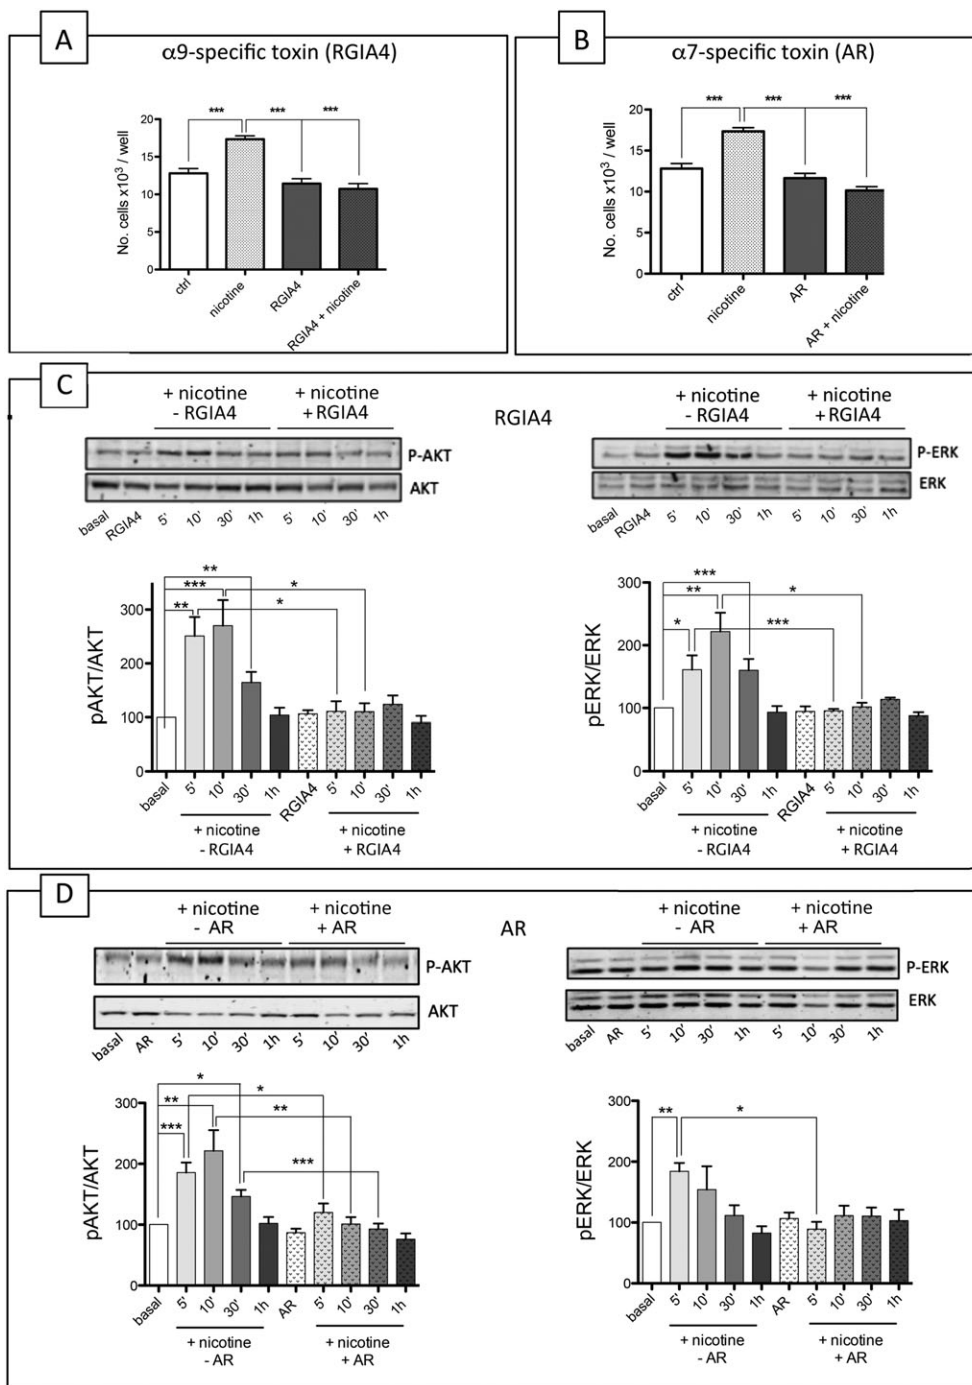 A
α9-specific toxin (RGIA4)
*** *** ***
No. cells x10³ / well
20
15
10
5
0
ctrl
nicotine
RGIA4
RGIA4 + nicotine
B
α7-specific toxin (AR)
*** *** ***
No. cells x10³ / well
20
15
10
5
0
ctrl
nicotine
AR
AR + nicotine
C
RGIA4
+ nicotine + nicotine
- RGIA4 + RGIA4
P-AKT
AKT
basal RGIA4 5' 10' 30' 1h 5' 10' 30' 1h
+ nicotine + nicotine
- RGIA4 + RGIA4
P-ERK
ERK
basal RGIA4 5' 10' 30' 1h 5' 10' 30' 1h
pAKT/AKT
300
200
100
0
**
*** *
** *
basal 5' 10' 30' 1h RGIA4 5' 10' 30' 1h
+ nicotine + nicotine
- RGIA4 + RGIA4
pERK/ERK
300
200
100
0
***
** *
* ***
basal 5' 10' 30' 1h RGIA4 5' 10' 30' 1h
+ nicotine + nicotine
- RGIA4 + RGIA4
D
AR
+ nicotine + nicotine
- AR + AR
P-AKT
AKT
basal AR 5' 10' 30' 1h 5' 10' 30' 1h
+ nicotine + nicotine
- AR + AR
P-ERK
ERK
basal AR 5' 10' 30' 1h 5' 10' 30' 1h
pAKT/AKT
300
200
100
0
*
** *
*** **
***
basal 5' 10' 30' 1h AR 5' 10' 30' 1h
+ nicotine + nicotine
- AR + AR
pERK/ERK
300
200
100
0
** *
basal 5' 10' 30' 1h AR 5' 10' 30' 1h
+ nicotine + nicotine
- AR + AR